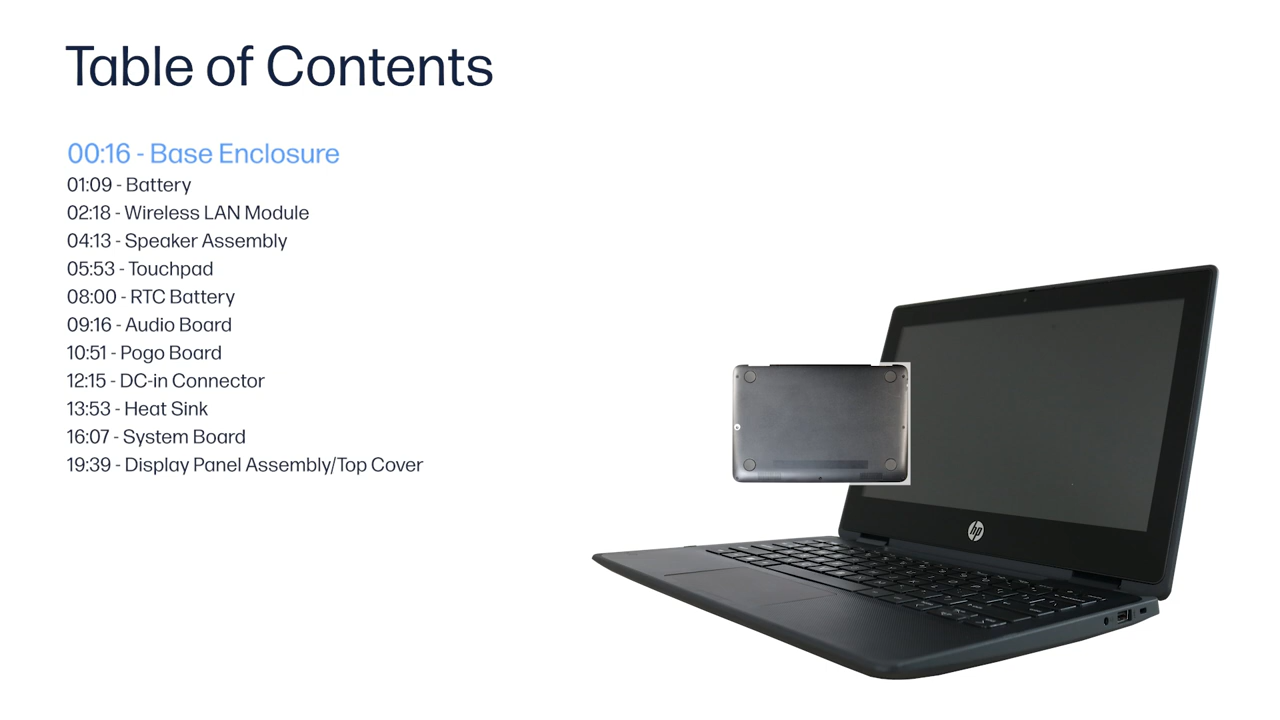 Table of Contents
00:16 - Base Enclosure
01:09 - Battery
02:18 - Wireless LAN Module
04:13 - Speaker Assembly
05:53 - Touchpad
08:00 - RTC Battery
09:16 - Audio Board
10:51 - Pogo Board
12:15 - DC-in Connector
13:53 - Heat Sink
16:07 - System Board
19:39 - Display Panel Assembly/Top Cover
hp